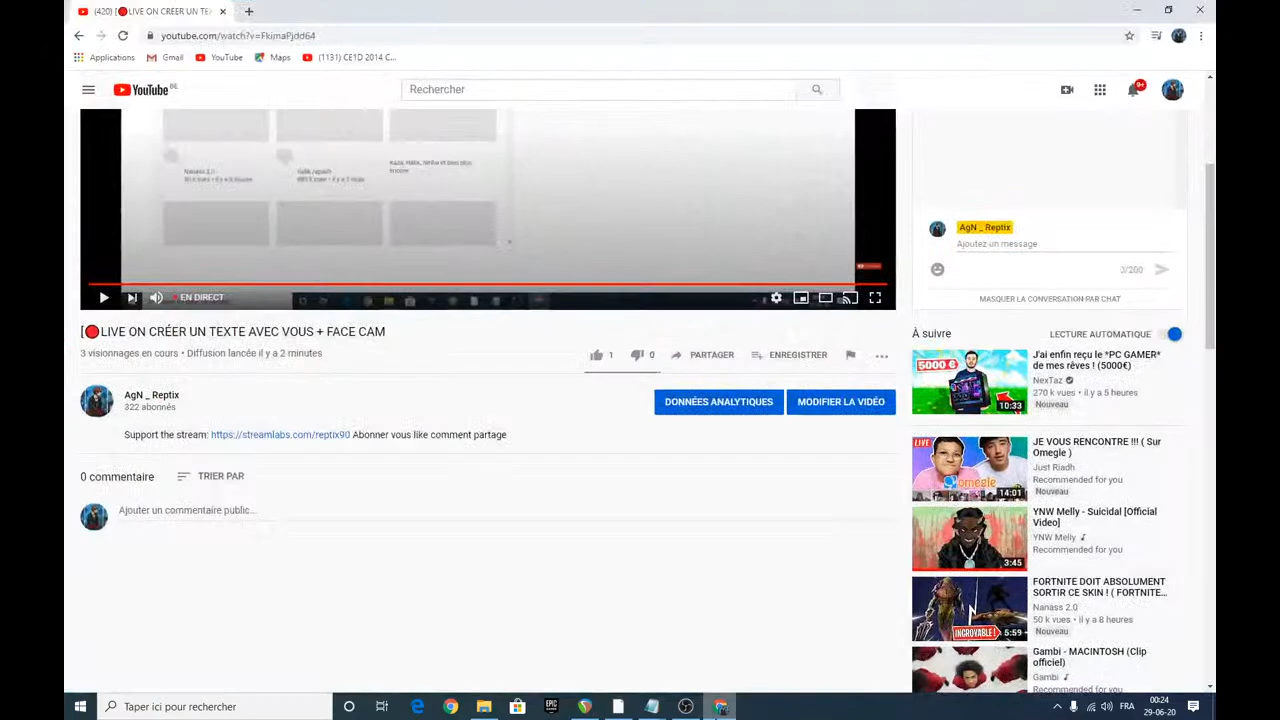 (420) [🔴LIVE ON CRÉER UN TEX
youtube.com/watch?v=FkimaPjdd64
Applications
Gmail
YouTube
Maps
(1131) CE1D 2014 C...
YouTube BE
Rechercher
9+
Nanass 2.0
EN DIRECT
[🔴LIVE ON CRÉER UN TEXTE AVEC VOUS + FACE CAM
3 visionnages en cours • Diffusion lancée il y a 2 minutes
1
0
PARTAGER
ENREGISTRER
AgN _ Reptix
322 abonnés
DONNÉES ANALYTIQUES
MODIFIER LA VIDÉO
Support the stream: https://streamlabs.com/reptix90 Abonner vous like comment partage
0 commentaire
TRIER PAR
Ajouter un commentaire public...
AgN _ Reptix
Ajoutez un message
0/200
MASQUER LA CONVERSATION PAR CHAT
À suivre
LECTURE AUTOMATIQUE
5000 €
10:33
J'ai enfin reçu le *PC GAMER*
de mes rêves ! (5000€)
NexTaz
270 k vues • il y a 5 heures
Nouveau
LIVE
omegle
14:01
JE VOUS RENCONTRE !!! ( Sur
Omegle )
Just Riadh
Recommended for you
Nouveau
3:45
YNW Melly - Suicidal [Official
Video]
YNW Melly
Recommended for you
INCROYABLE !
5:59
FORTNITE DOIT ABSOLUMENT
SORTIR CE SKIN ! ( FORTNITE...
Nanass 2.0
50 k vues • il y a 8 heures
Nouveau
Gambi - MACINTOSH (Clip
officiel)
Gambi
Recommended for you
Taper ici pour rechercher
EPIC
FRA
00:24
29-06-20